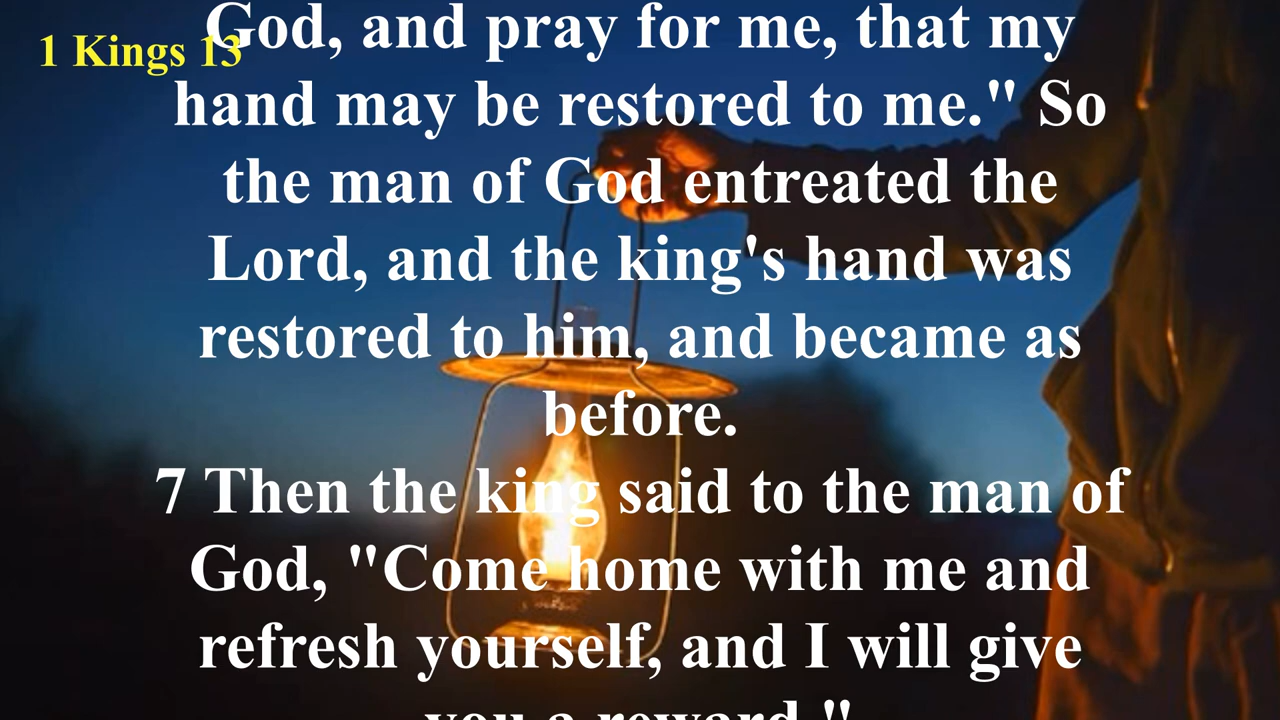 1 Kings 13
God, and pray for me, that my
hand may be restored to me." So
the man of God entreated the
Lord, and the king's hand was
restored to him, and became as
before.
7 Then the king said to the man of
God, "Come home with me and
refresh yourself, and I will give
you a reward."